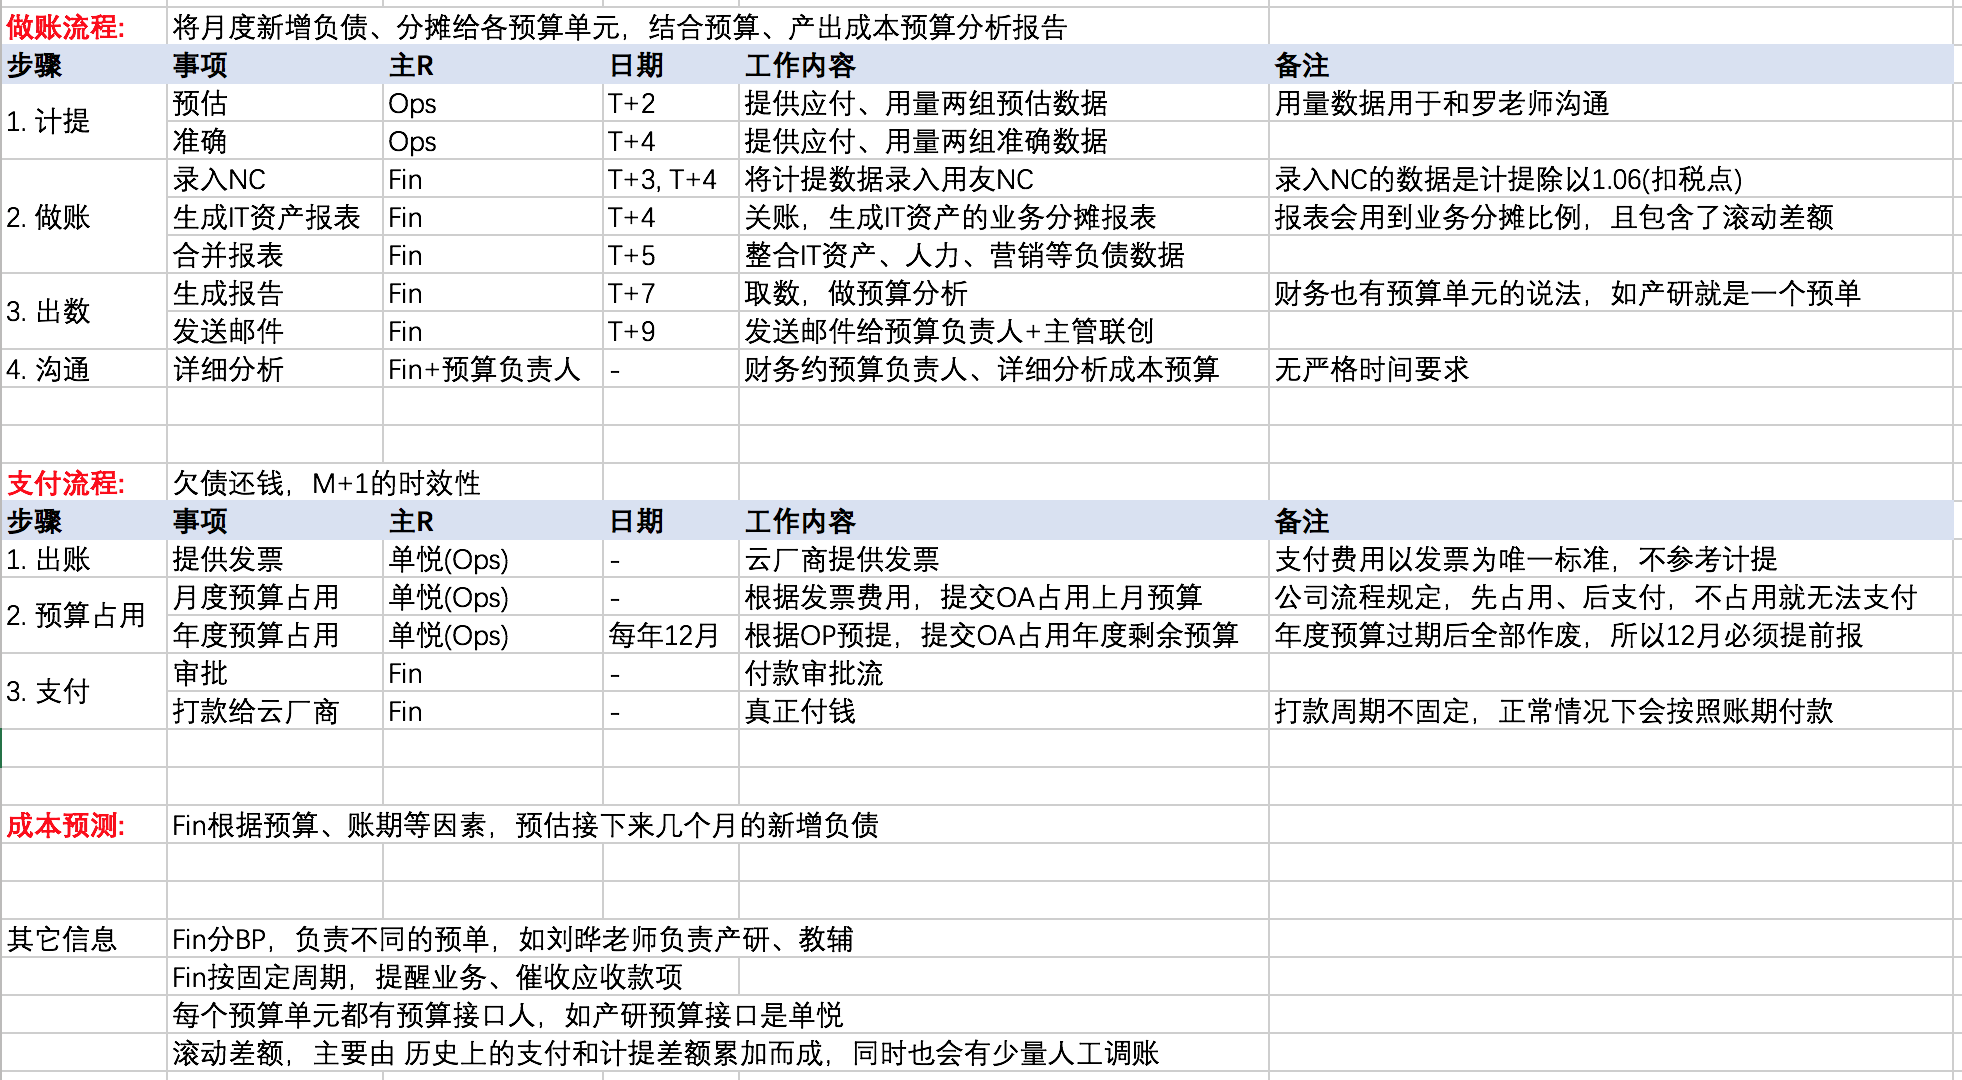 做账流程: 将月度新增负债、分摊给各预算单元，结合预算、产出成本预算分析报告
步骤 事项 主R 日期 工作内容 备注
1. 计提 预估 Ops T+2 提供应付、用量两组预估数据 用量数据用于和罗老师沟通
准确 Ops T+4 提供应付、用量两组准确数据
2. 做账 录入NC Fin T+3, T+4 将计提数据录入用友NC 录入NC的数据是计提除以1.06(扣税点)
生成IT资产报表 Fin T+4 关账，生成IT资产的业务分摊报表 报表会用到业务分摊比例，且包含了滚动差额
合并报表 Fin T+5 整合IT资产、人力、营销等负债数据
3. 出数 生成报告 Fin T+7 取数，做预算分析 财务也有预算单元的说法，如产研就是一个预单
发送邮件 Fin T+9 发送邮件给预算负责人+主管联创
4. 沟通 详细分析 Fin+预算负责人 - 财务约预算负责人、详细分析成本预算 无严格时间要求
支付流程: 欠债还钱，M+1的时效性
步骤 事项 主R 日期 工作内容 备注
1. 出账 提供发票 单悦(Ops) - 云厂商提供发票 支付费用以发票为唯一标准，不参考计提
2. 预算占用 月度预算占用 单悦(Ops) - 根据发票费用，提交OA占用上月预算 公司流程规定，先占用、后支付，不占用就无法支付
年度预算占用 单悦(Ops) 每年12月 根据OP预提，提交OA占用年度剩余预算 年度预算过期后全部作废，所以12月必须提前报
3. 支付 审批 Fin - 付款审批流
打款给云厂商 Fin - 真正付钱 打款周期不固定，正常情况下会按照账期付款
成本预测: Fin根据预算、账期等因素，预估接下来几个月的新增负债
其它信息 Fin分BP，负责不同的预单，如刘晔老师负责产研、教辅
Fin按固定周期，提醒业务、催收应收款项
每个预算单元都有预算接口人，如产研预算接口是单悦
滚动差额，主要由 历史上的支付和计提差额累加而成，同时也会有少量人工调账